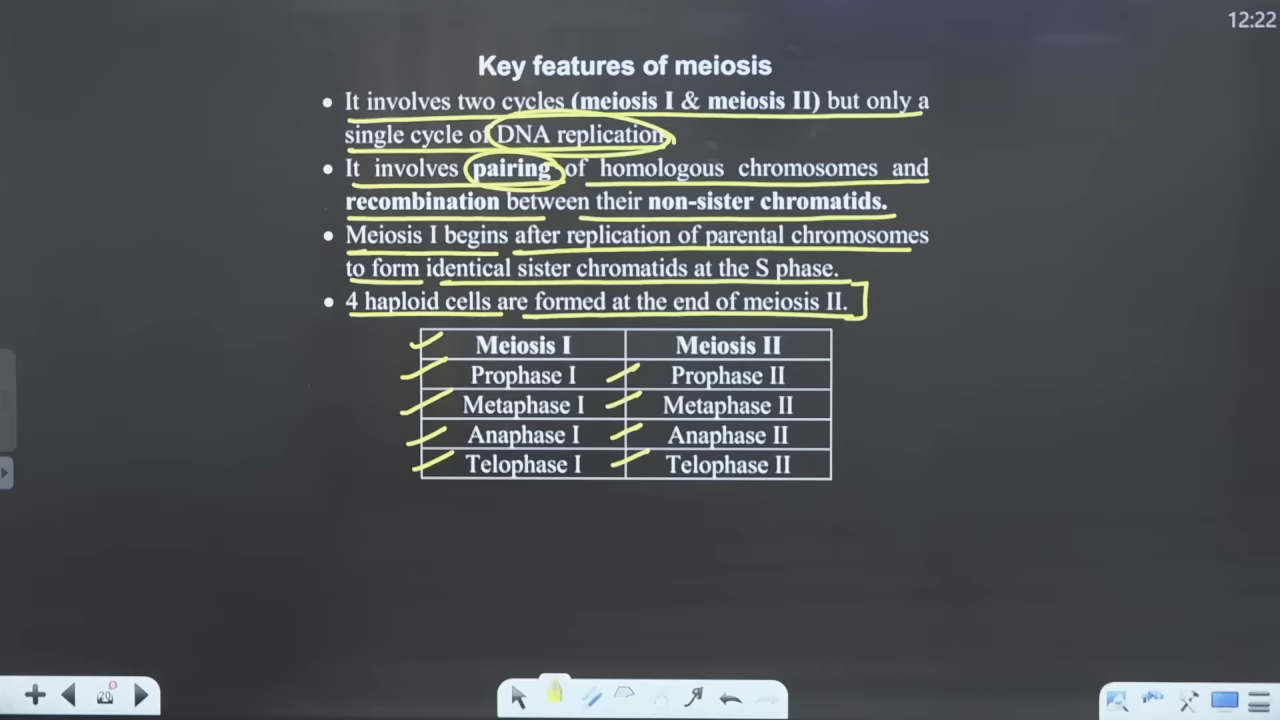 12:22
Key features of meiosis
• It involves two cycles (meiosis I & meiosis II) but only a
single cycle of DNA replication.
• It involves pairing of homologous chromosomes and
recombination between their non-sister chromatids.
• Meiosis I begins after replication of parental chromosomes
to form identical sister chromatids at the S phase.
• 4 haploid cells are formed at the end of meiosis II.
Meiosis I Meiosis II
Prophase I Prophase II
Metaphase I Metaphase II
Anaphase I Anaphase II
Telophase I Telophase II
20